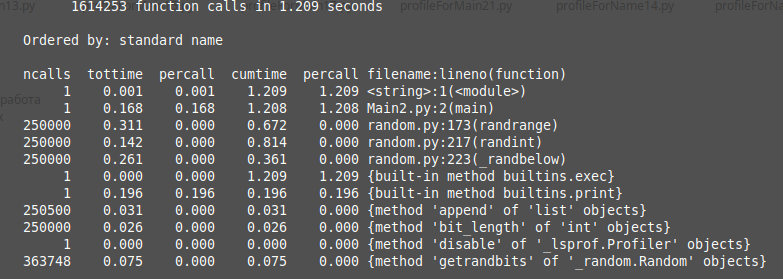 m13.py profileForMain21.py profileForName14.py profileForNa
1614253 function calls in 1.209 seconds
Ordered by: standard name
ncalls tottime percall cumtime percall filename:lineno(function)
1 0.001 0.001 1.209 1.209 <string>:1(<module>)
работа
1 0.168 0.168 1.208 1.208 Main2.py:2(main)
250000 0.311 0.000 0.672 0.000 random.py:173(randrange)
250000 0.142 0.000 0.814 0.000 random.py:217(randint)
250000 0.261 0.000 0.361 0.000 random.py:223(_randbelow)
1 0.000 0.000 1.209 1.209 {built-in method builtins.exec}
1 0.196 0.196 0.196 0.196 {built-in method builtins.print}
250500 0.031 0.000 0.031 0.000 {method 'append' of 'list' objects}
250000 0.026 0.000 0.026 0.000 {method 'bit_length' of 'int' objects}
1 0.000 0.000 0.000 0.000 {method 'disable' of '_lsprof.Profiler' objects}
363748 0.075 0.000 0.075 0.000 {method 'getrandbits' of '_random.Random' objects}